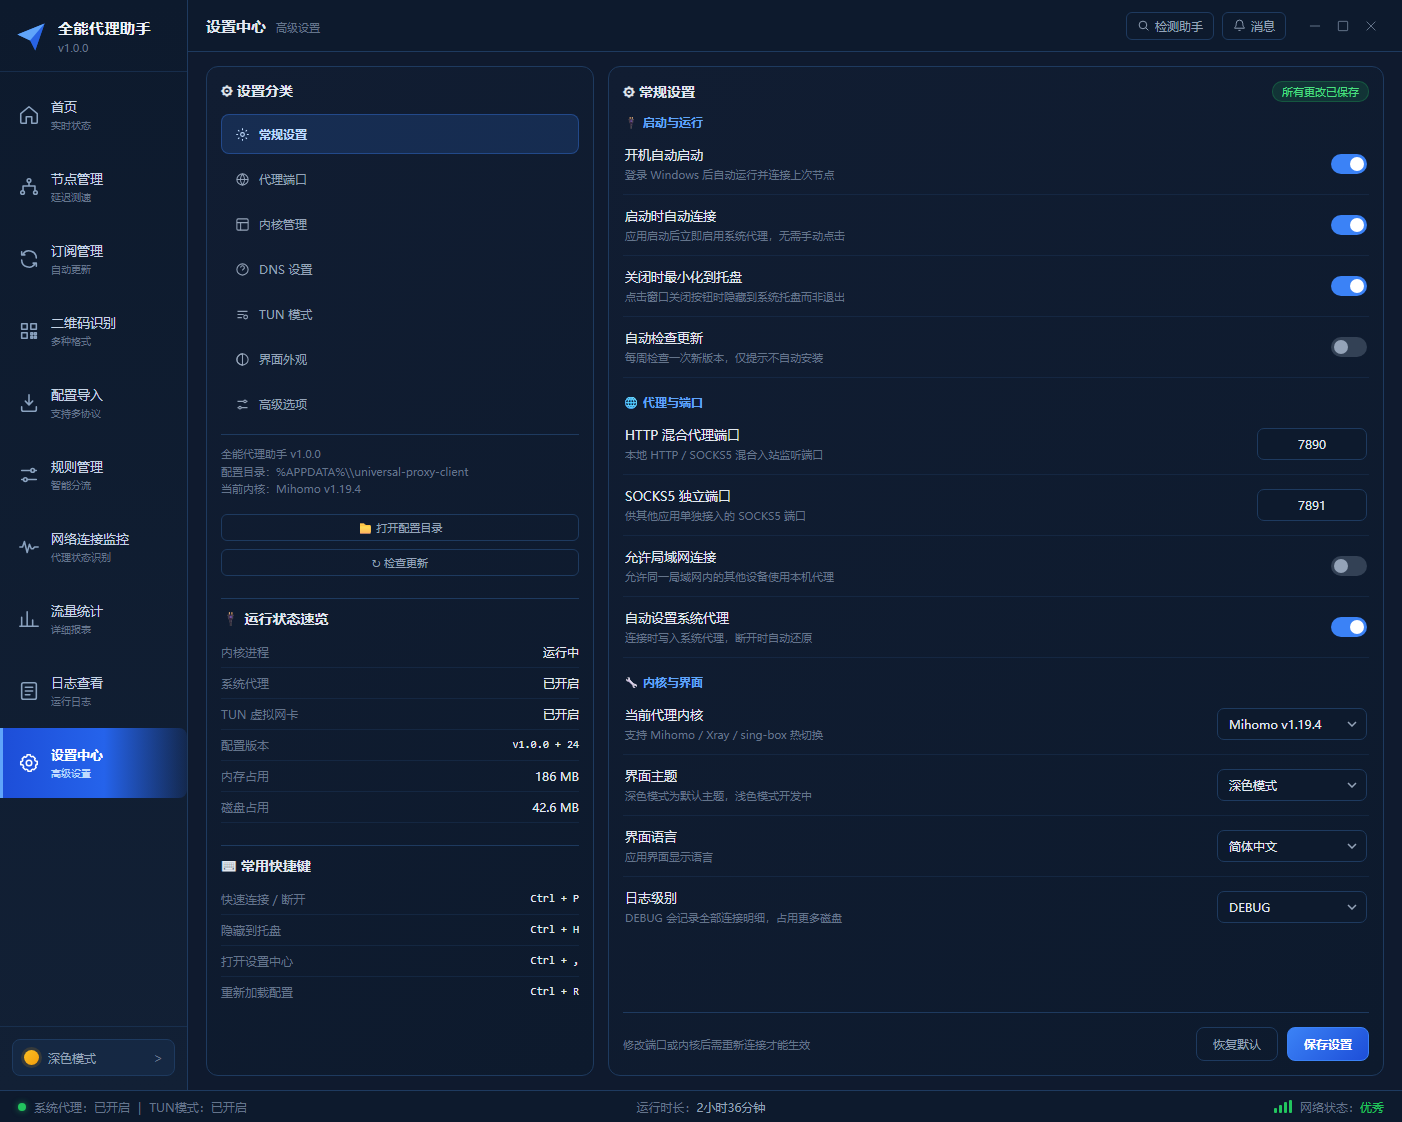 全能代理助手
v1.0.0
首页
实时状态
节点管理
延迟测速
订阅管理
自动更新
二维码识别
多种格式
配置导入
支持多协议
规则管理
智能分流
网络连接监控
代理状态识别
流量统计
详细报表
日志查看
运行日志
设置中心
高级设置
深色模式 >
设置中心 高级设置
检测助手
消息
设置分类
常规设置
代理端口
内核管理
DNS 设置
TUN 模式
界面外观
高级选项
全能代理助手 v1.0.0
配置目录：%APPDATA%\\universal-proxy-client
当前内核：Mihomo v1.19.4
打开配置目录
↻ 检查更新
运行状态速览
内核进程 运行中
系统代理 已开启
TUN 虚拟网卡 已开启
配置版本 v1.0.0 + 24
内存占用 186 MB
磁盘占用 42.6 MB
常用快捷键
快速连接 / 断开 Ctrl + P
隐藏到托盘 Ctrl + H
打开设置中心 Ctrl + ,
重新加载配置 Ctrl + R
常规设置 所有更改已保存
启动与运行
开机自动启动
登录 Windows 后自动运行并连接上次节点
启动时自动连接
应用启动后立即启用系统代理，无需手动点击
关闭时最小化到托盘
点击窗口关闭按钮时隐藏到系统托盘而非退出
自动检查更新
每周检查一次新版本，仅提示不自动安装
代理与端口
HTTP 混合代理端口
本地 HTTP / SOCKS5 混合入站监听端口
7890
SOCKS5 独立端口
供其他应用单独接入的 SOCKS5 端口
7891
允许局域网连接
允许同一局域网内的其他设备使用本机代理
自动设置系统代理
连接时写入系统代理，断开时自动还原
内核与界面
当前代理内核
支持 Mihomo / Xray / sing-box 热切换
Mihomo v1.19.4
界面主题
深色模式为默认主题，浅色模式开发中
深色模式
界面语言
应用界面显示语言
简体中文
日志级别
DEBUG 会记录全部连接明细，占用更多磁盘
DEBUG
修改端口或内核后需重新连接才能生效
恢复默认
保存设置
系统代理：已开启 | TUN模式：已开启
运行时长：2小时36分钟
网络状态：优秀